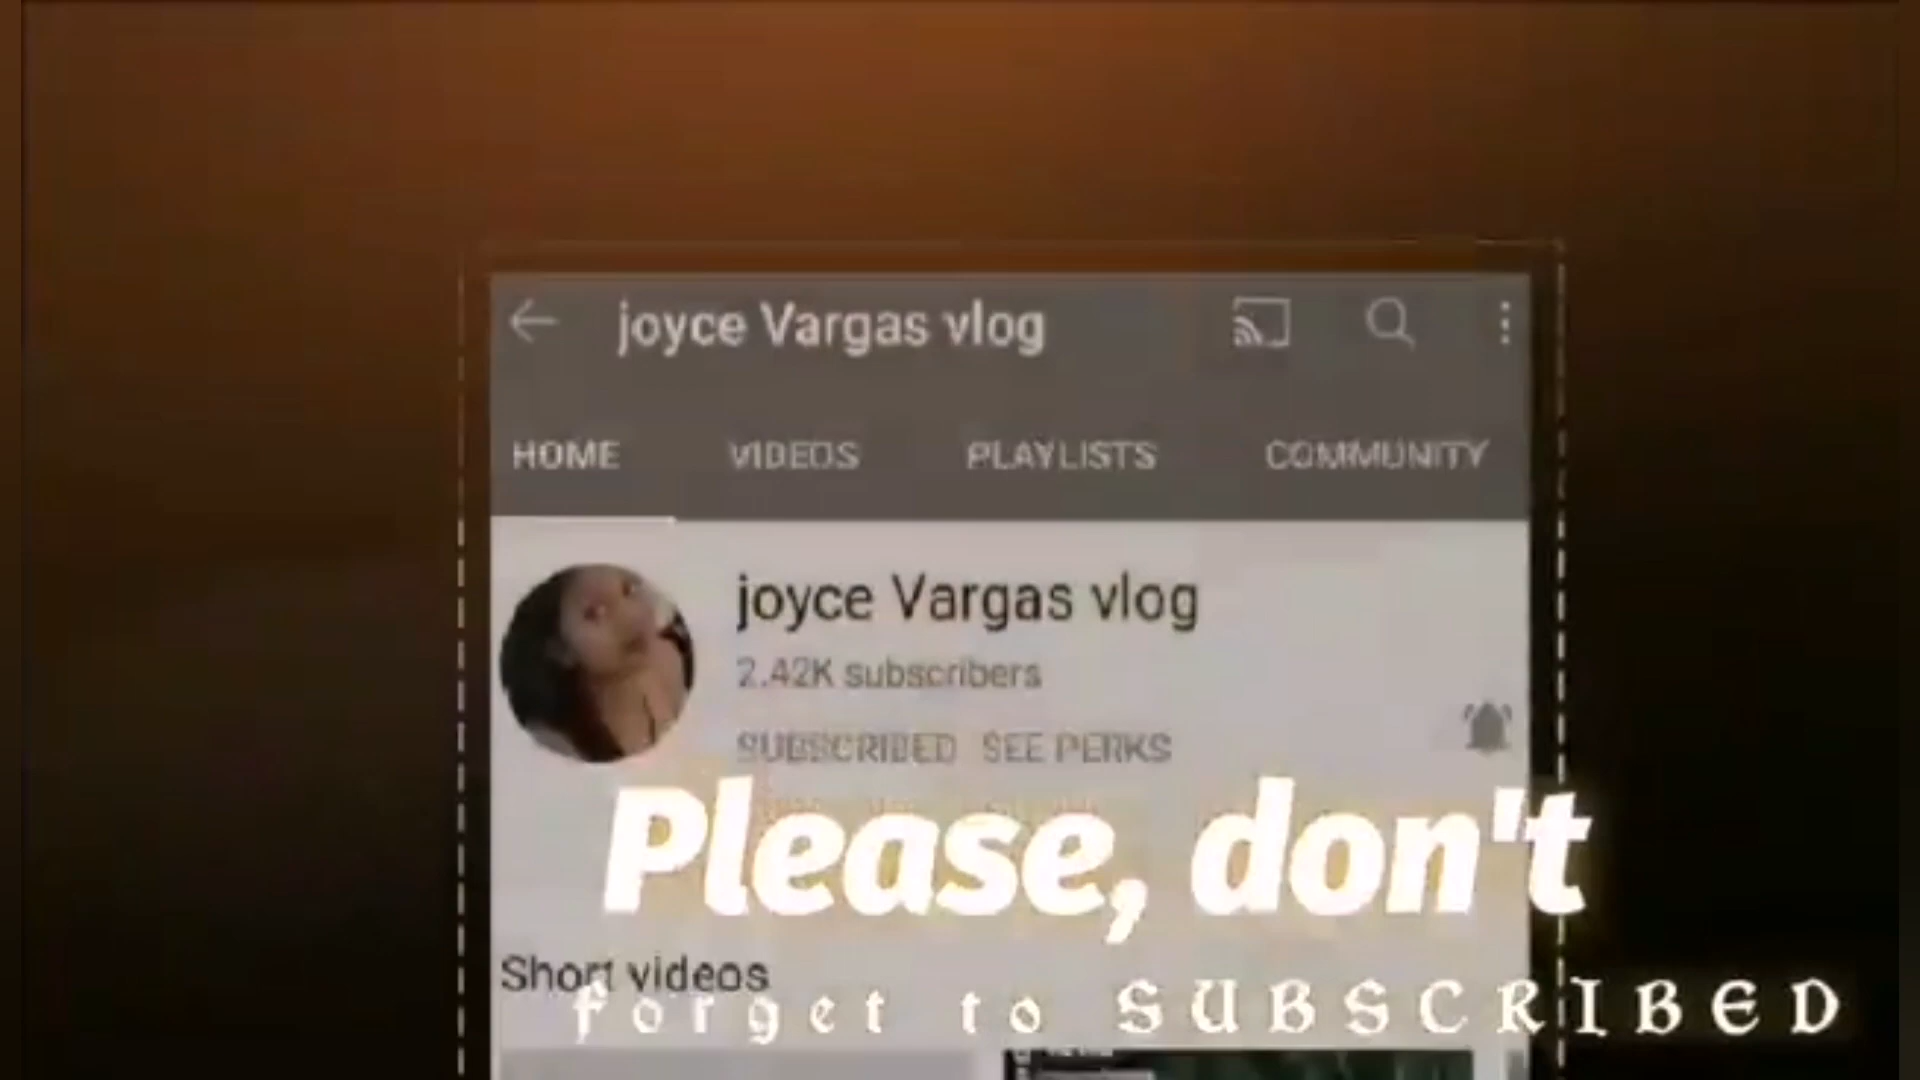 joyce Vargas vlog
HOME VIDEOS PLAYLISTS COMMUNITY
joyce Vargas vlog
2.42K subscribers
SUBSCRIBED SEE PERKS
Please, don't
Short videos
forget to SUBSCRIBED